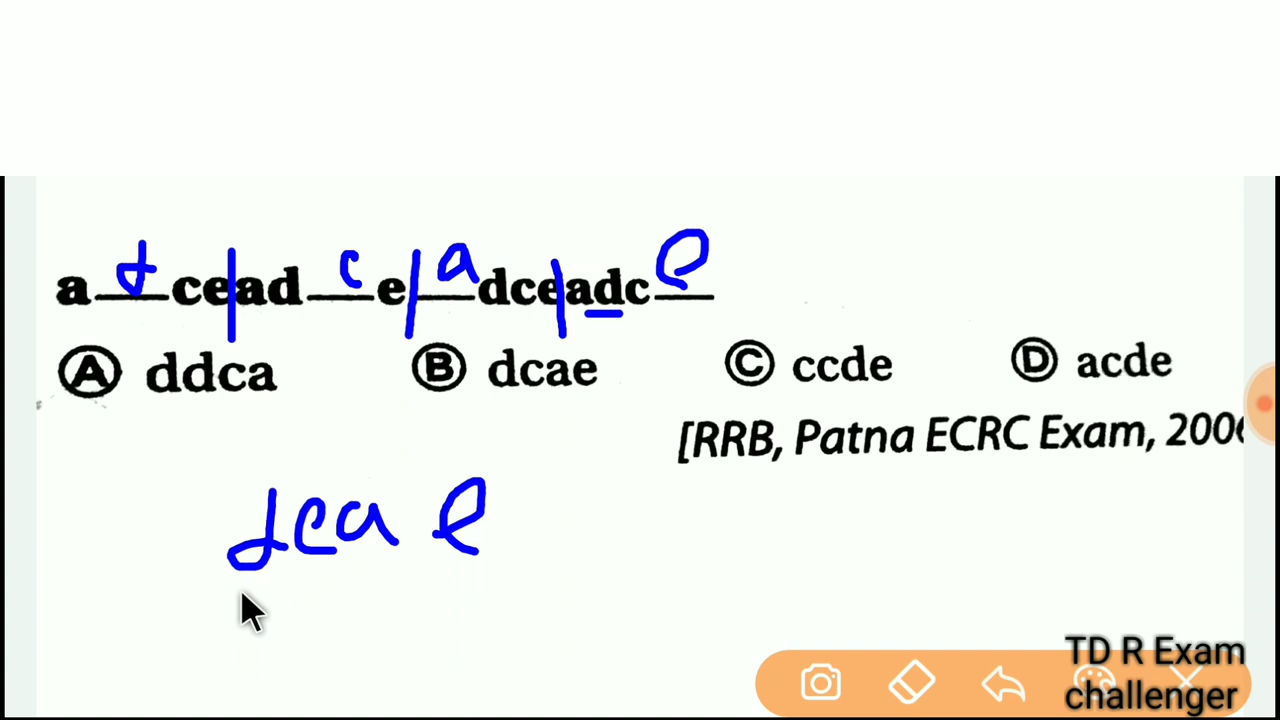 a d ce|ad c e| a dce|adc e
Ⓐ ddca Ⓑ dcae Ⓒ ccde Ⓓ acde
[RRB, Patna ECRC Exam, 200
dca e
TD R Exam
challenger